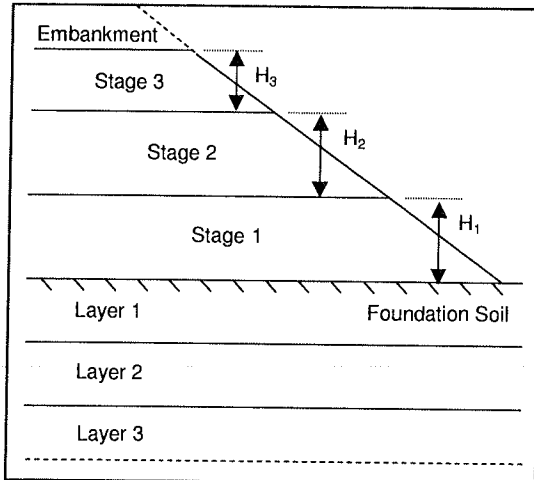 Embankment
Stage 3
H₃
Stage 2
H₂
Stage 1
H₁
Layer 1
Foundation Soil
Layer 2
Layer 3